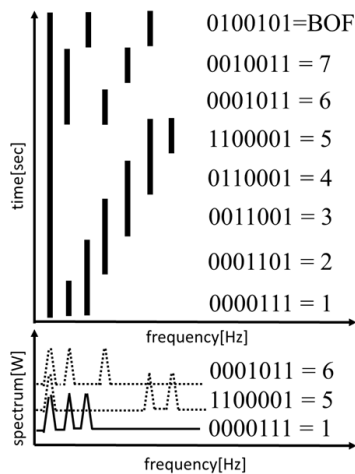 0100101=BOF
0010011 = 7
0001011 = 6
1100001 = 5
0110001 = 4
0011001 = 3
0001101 = 2
0000111 = 1
time[sec]
frequency[Hz]
spectrum[W]
0001011 = 6
1100001 = 5
0000111 = 1
frequency[Hz]